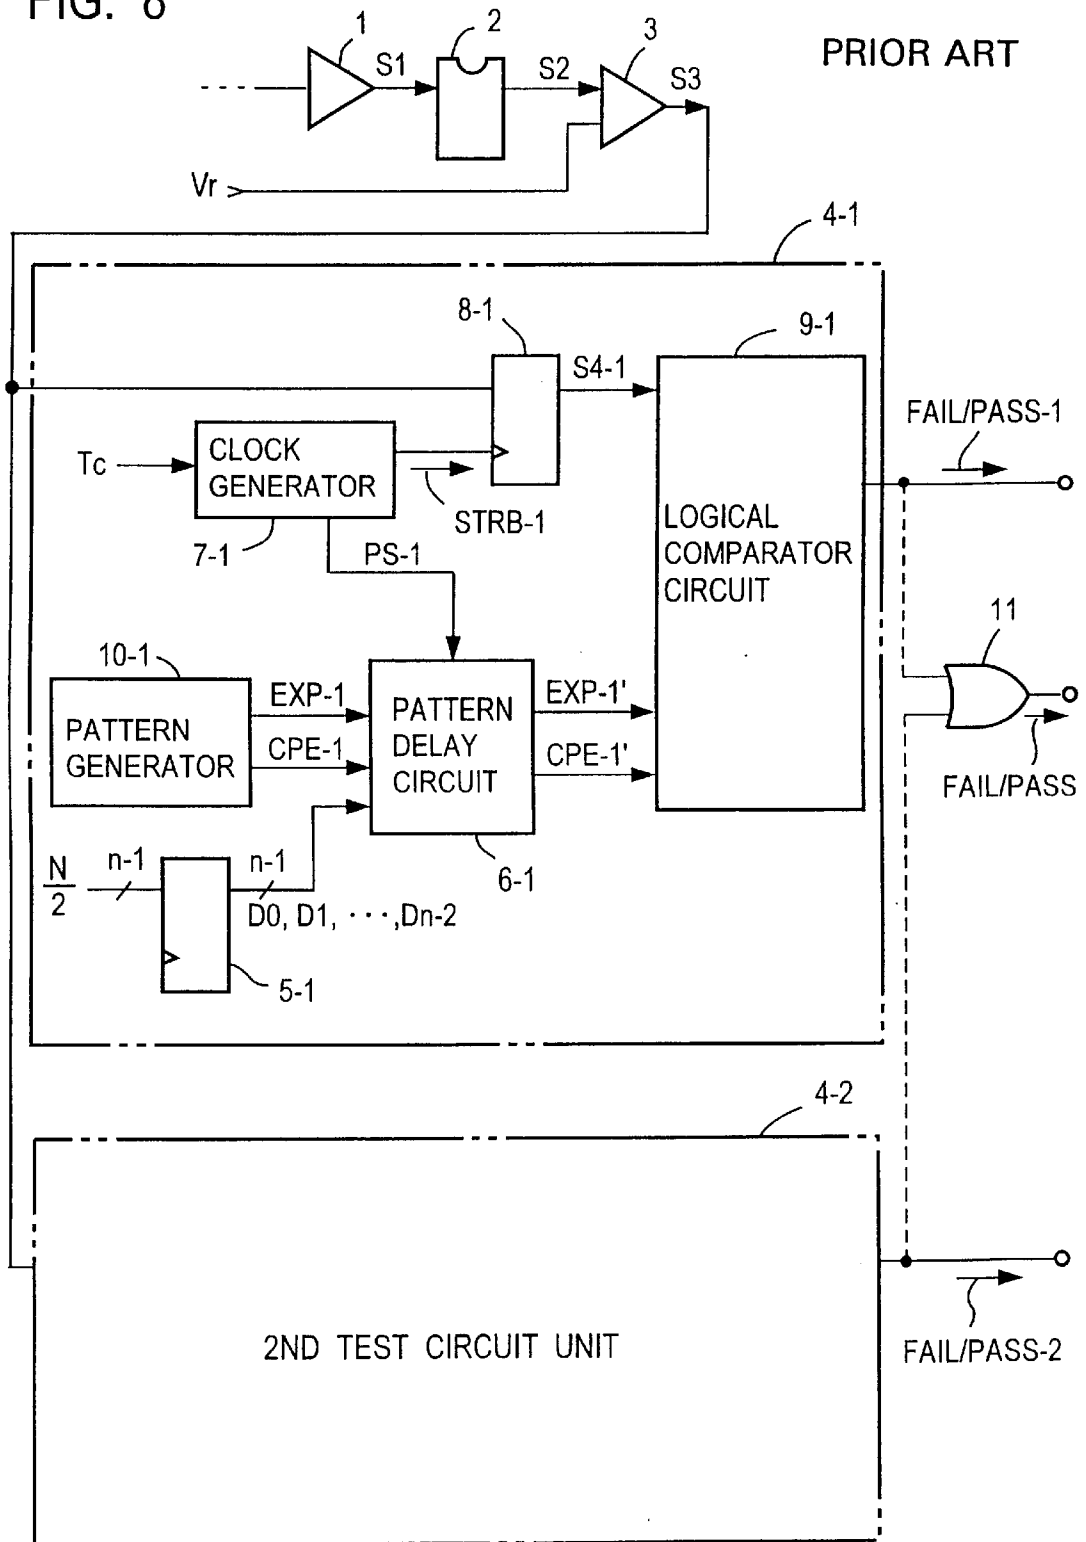 FIG. 8
PRIOR ART
1
2
3
S1
S2
S3
Vr
4-1
8-1
9-1
S4-1
FAIL/PASS-1
Tc
CLOCK
GENERATOR
STRB-1
7-1
PS-1
LOGICAL
COMPARATOR
CIRCUIT
11
10-1
PATTERN
GENERATOR
EXP-1
CPE-1
PATTERN
DELAY
CIRCUIT
EXP-1'
CPE-1'
FAIL/PASS
6-1
N
2
n-1
n-1
D0, D1, ···,Dn-2
5-1
4-2
2ND TEST CIRCUIT UNIT
FAIL/PASS-2